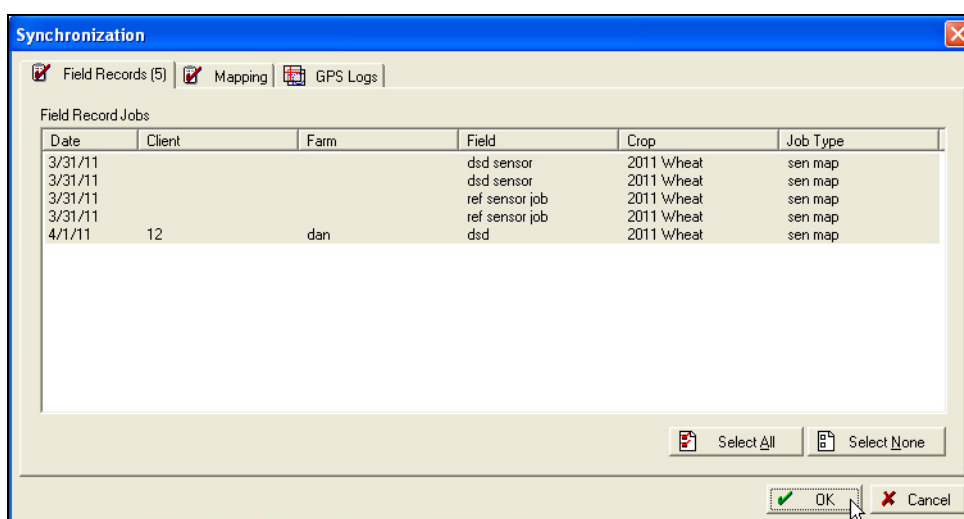 Synchronization
Field Records (5) Mapping GPS Logs
Field Record Jobs
Date Client Farm Field Crop Job Type
3/31/11 dsd sensor 2011 Wheat sen map
3/31/11 dsd sensor 2011 Wheat sen map
3/31/11 ref sensor job 2011 Wheat sen map
3/31/11 ref sensor job 2011 Wheat sen map
4/1/11 12 dan dsd 2011 Wheat sen map
Select All Select None
OK Cancel